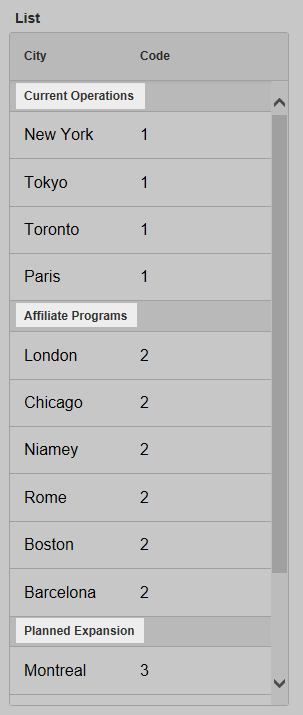 List
City Code
Current Operations
New York 1
Tokyo 1
Toronto 1
Paris 1
Affiliate Programs
London 2
Chicago 2
Niamey 2
Rome 2
Boston 2
Barcelona 2
Planned Expansion
Montreal 3